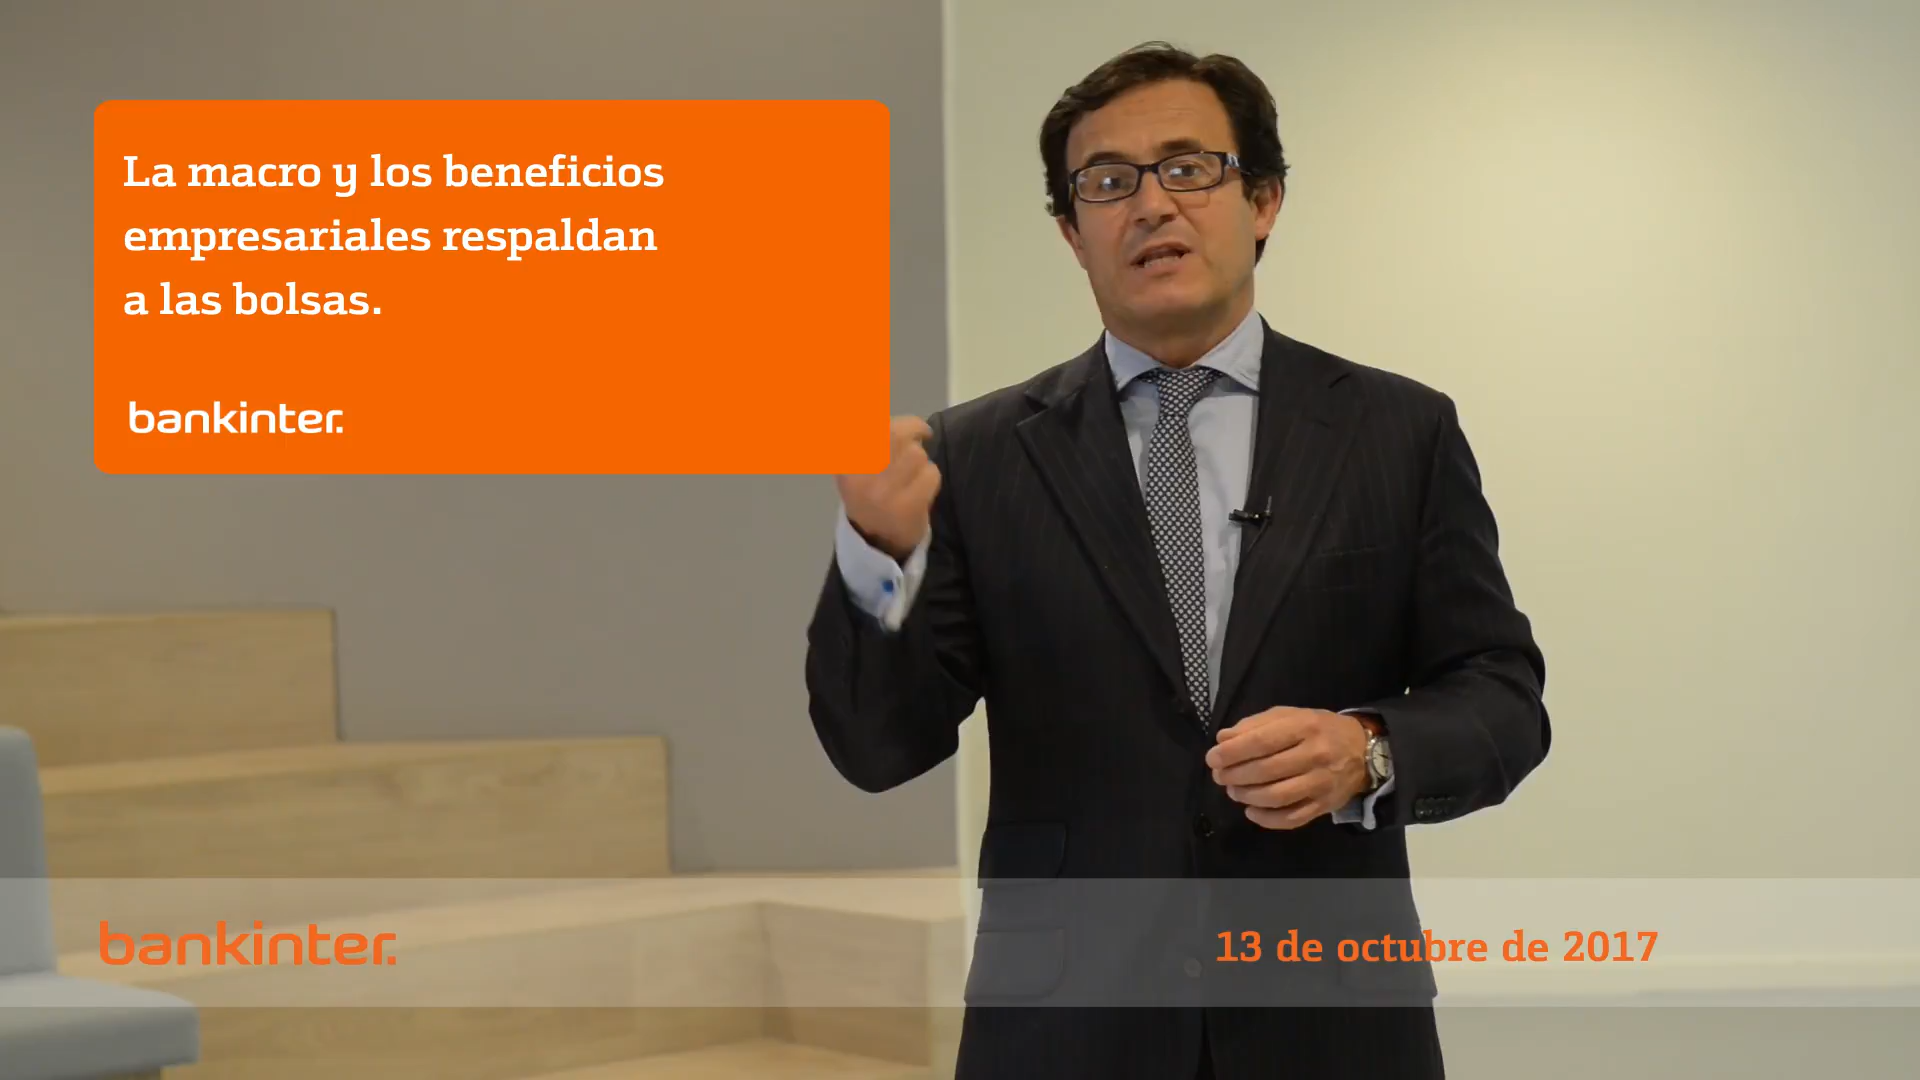 La macro y los beneficios
empresariales respaldan
a las bolsas.
bankinter.
bankinter.
13 de octubre de 2017